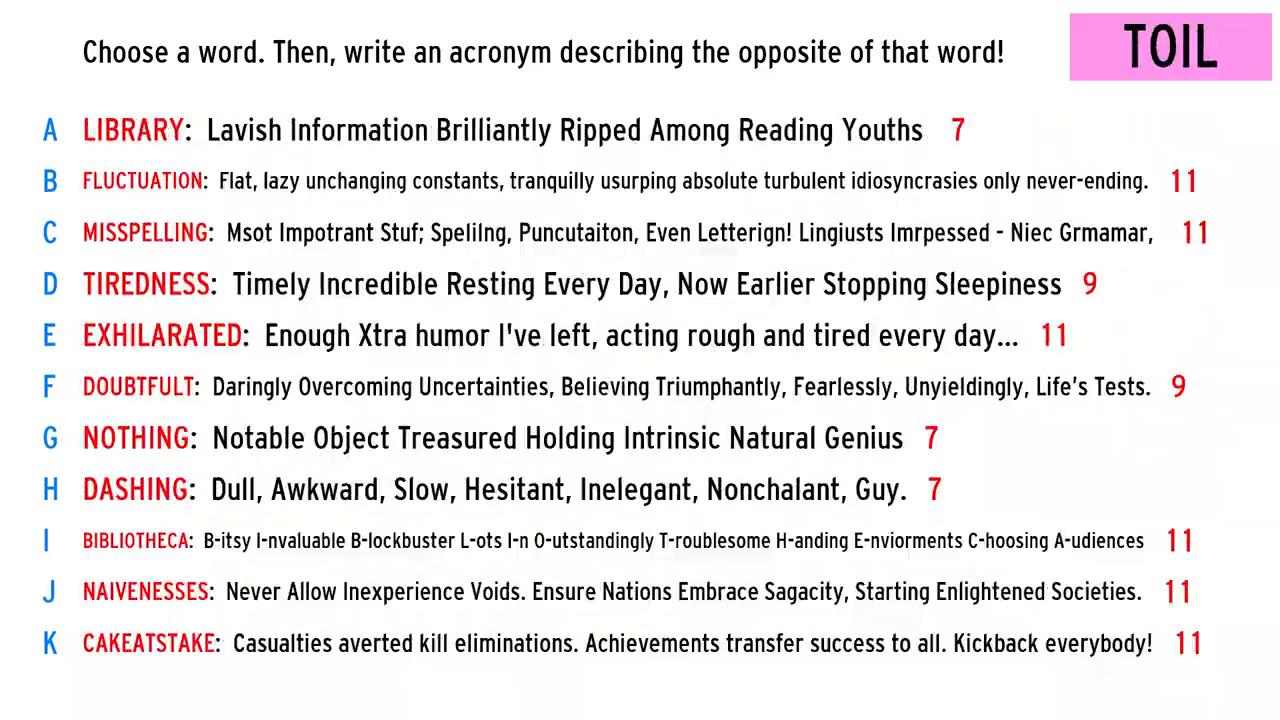 Choose a word. Then, write an acronym describing the opposite of that word!
TOIL
A LIBRARY: Lavish Information Brilliantly Ripped Among Reading Youths 7
B FLUCTUATION: Flat, lazy unchanging constants, tranquilly usurping absolute turbulent idiosyncrasies only never-ending. 11
C MISSPELLING: Msot Impotrant Stuf; Spelilng, Puncutaiton, Even Letterign! Lingiusts Imrpessed - Niec Grmamar, 11
D TIREDNESS: Timely Incredible Resting Every Day, Now Earlier Stopping Sleepiness 9
E EXHILARATED: Enough Xtra humor I've left, acting rough and tired every day... 11
F DOUBTFULT: Daringly Overcoming Uncertainties, Believing Triumphantly, Fearlessly, Unyieldingly, Life’s Tests. 9
G NOTHING: Notable Object Treasured Holding Intrinsic Natural Genius 7
H DASHING: Dull, Awkward, Slow, Hesitant, Inelegant, Nonchalant, Guy. 7
I BIBLIOTHECA: B-itsy I-nvaluable B-lockbuster L-ots I-n O-utstandingly T-roublesome H-anding E-nviorments C-hoosing A-udiences 11
J NAIVENESSES: Never Allow Inexperience Voids. Ensure Nations Embrace Sagacity, Starting Enlightened Societies. 11
K CAKEATSTAKE: Casualties averted kill eliminations. Achievements transfer success to all. Kickback everybody! 11